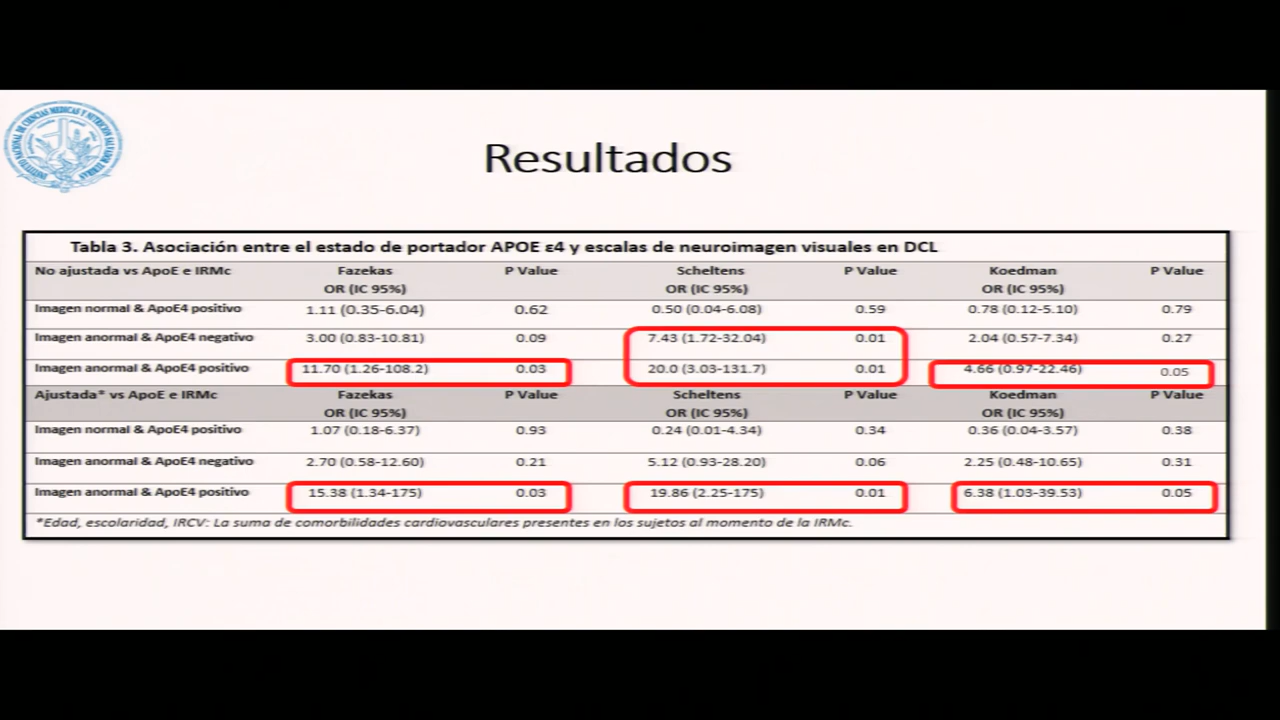 INSTITUTO NACIONAL DE CIENCIAS MEDICAS Y NUTRICION SALVADOR ZUBIRAN
Resultados
Tabla 3. Asociación entre el estado de portador APOE ε4 y escalas de neuroimagen visuales en DCL
No ajustada vs ApoE e IRMc Fazekas P Value Scheltens P Value Koedman P Value
OR (IC 95%) OR (IC 95%) OR (IC 95%)
Imagen normal & ApoE4 positivo 1.11 (0.35-6.04) 0.62 0.50 (0.04-6.08) 0.59 0.78 (0.12-5.10) 0.79
Imagen anormal & ApoE4 negativo 3.00 (0.83-10.81) 0.09 7.43 (1.72-32.04) 0.01 2.04 (0.57-7.34) 0.27
Imagen anormal & ApoE4 positivo 11.70 (1.26-108.2) 0.03 20.0 (3.03-131.7) 0.01 4.66 (0.97-22.46) 0.05
Ajustada* vs ApoE e IRMc Fazekas P Value Scheltens P Value Koedman P Value
OR (IC 95%) OR (IC 95%) OR (IC 95%)
Imagen normal & ApoE4 positivo 1.07 (0.18-6.37) 0.93 0.24 (0.01-4.34) 0.34 0.36 (0.04-3.57) 0.38
Imagen anormal & ApoE4 negativo 2.70 (0.58-12.60) 0.21 5.12 (0.93-28.20) 0.06 2.25 (0.48-10.65) 0.31
Imagen anormal & ApoE4 positivo 15.38 (1.34-175) 0.03 19.86 (2.25-175) 0.01 6.38 (1.03-39.53) 0.05
*Edad, escolaridad, IRCV: La suma de comorbilidades cardiovasculares presentes en los sujetos al momento de la IRMc.